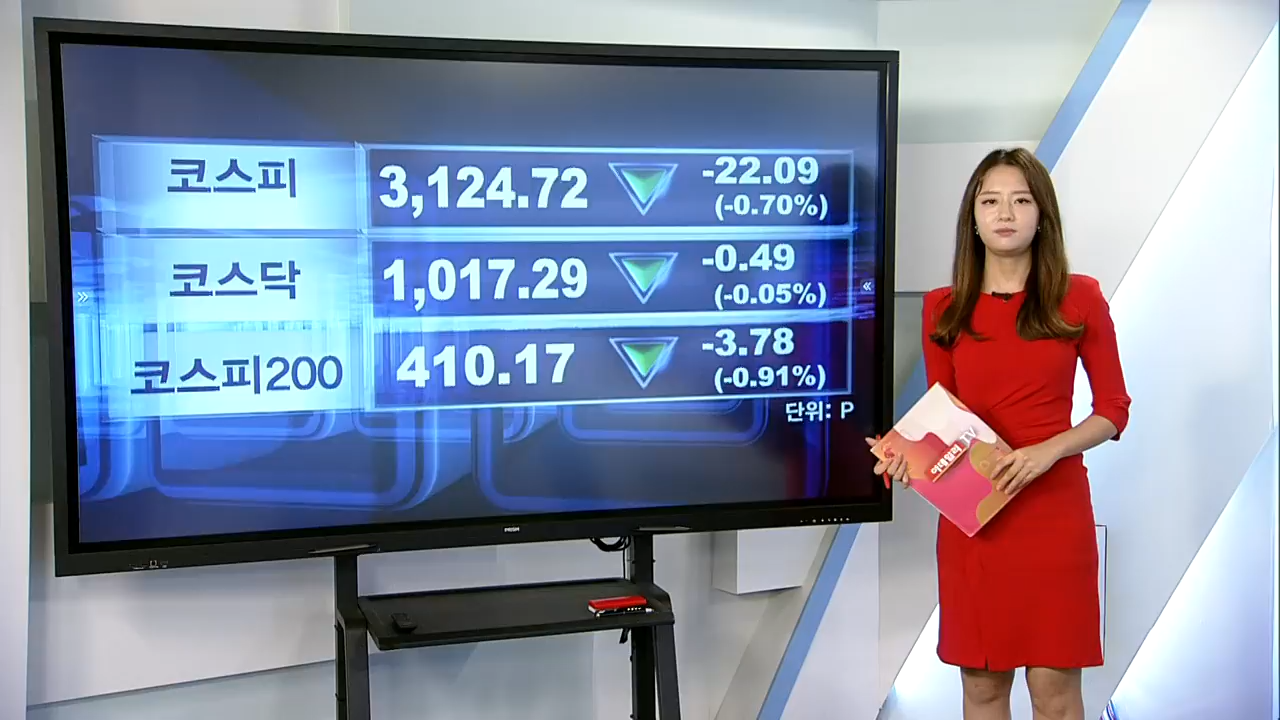 코스피 3,124.72 -22.09
(-0.70%)
코스닥 1,017.29 -0.49
(-0.05%)
코스피200 410.17 -3.78
(-0.91%)
단위: P